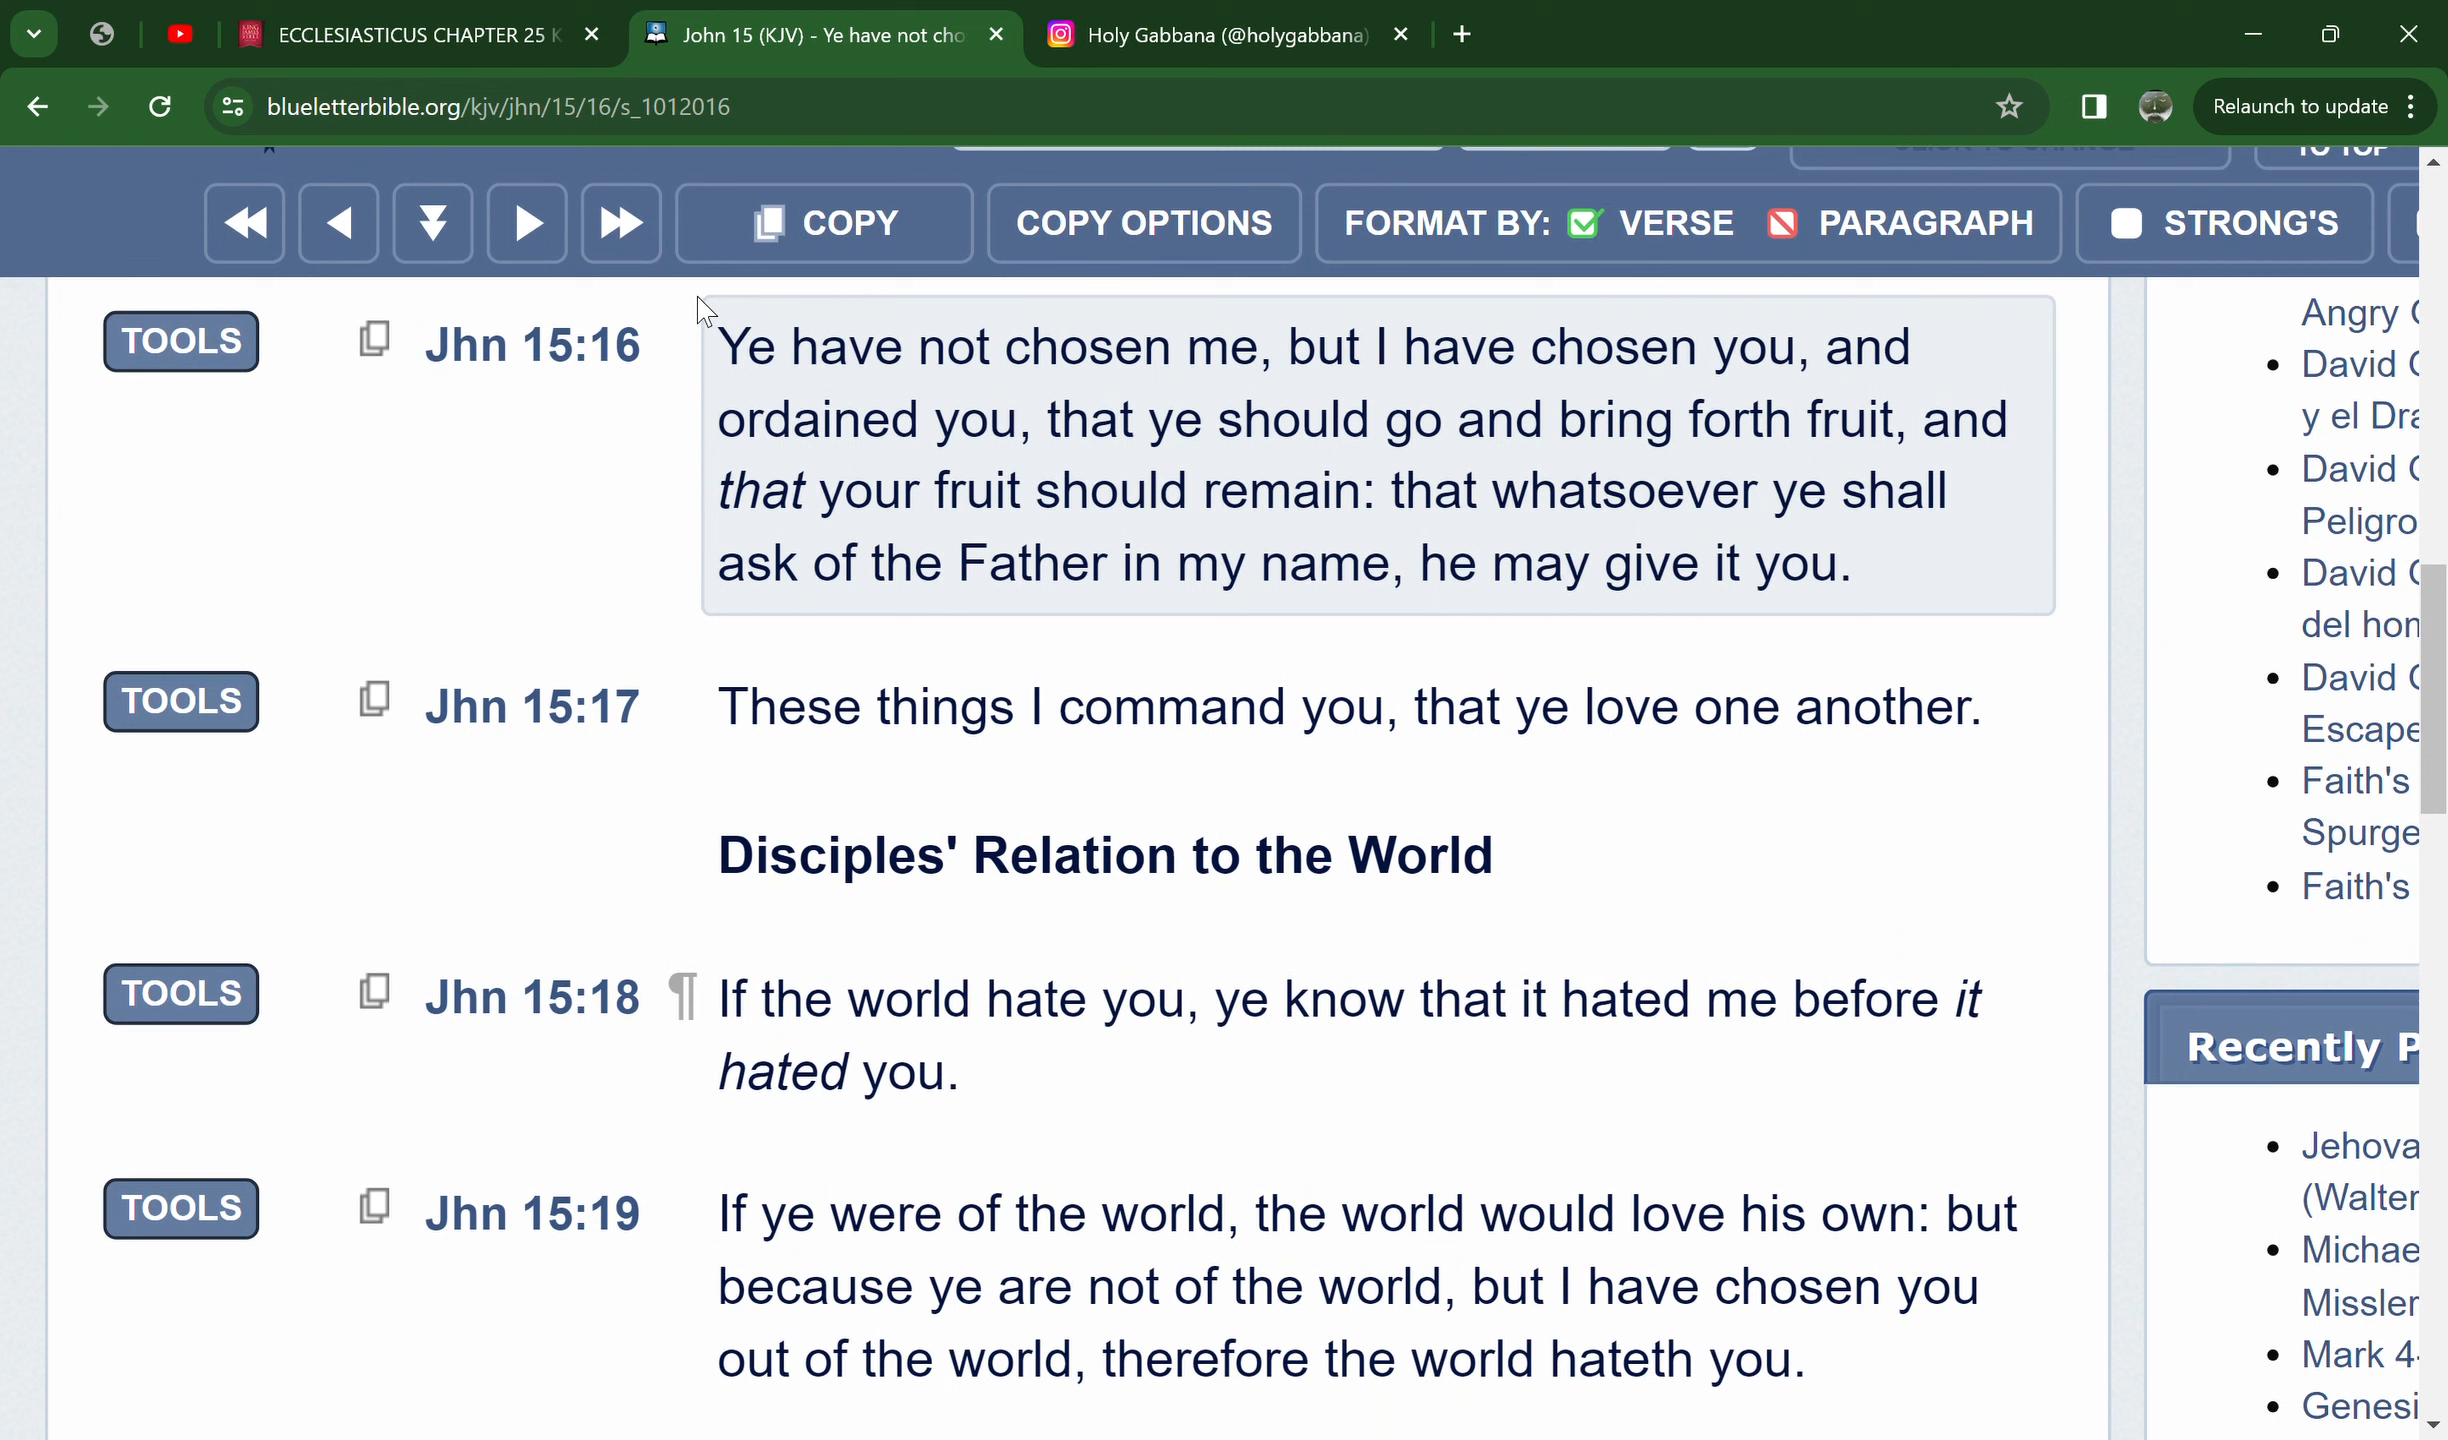 ECCLESIASTICUS CHAPTER 25 K
John 15 (KJV) - Ye have not cho
Holy Gabbana (@holygabbana)
blueletterbible.org/kjv/jhn/15/16/s_1012016
Relaunch to update
COPY
COPY OPTIONS
FORMAT BY: VERSE PARAGRAPH
STRONG'S
TOOLS
Jhn 15:16
Ye have not chosen me, but I have chosen you, and
ordained you, that ye should go and bring forth fruit, and
that your fruit should remain: that whatsoever ye shall
ask of the Father in my name, he may give it you.
TOOLS
Jhn 15:17
These things I command you, that ye love one another.
Disciples' Relation to the World
TOOLS
Jhn 15:18
¶ If the world hate you, ye know that it hated me before it
hated you.
TOOLS
Jhn 15:19
If ye were of the world, the world would love his own: but
because ye are not of the world, but I have chosen you
out of the world, therefore the world hateth you.
Angry
David
y el
David
Peligro
David
del
David
Escape
Faith's
Spurge
Faith's
Recently
Jehova
(Walter
Michae
Missler
Mark 4
Genesi